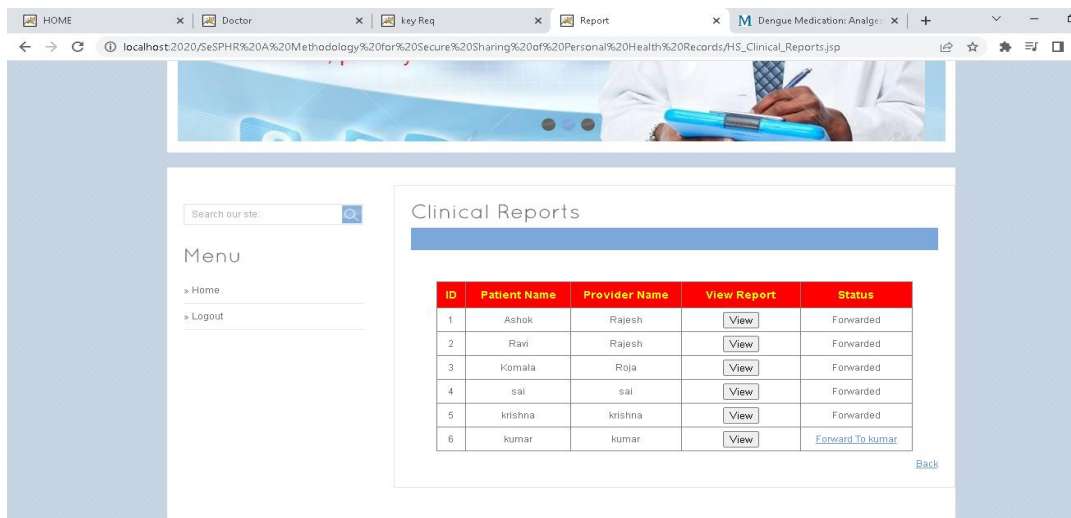 HOME
Doctor
key Req
Report
Dengue Medication: Analge
localhost:2020/SeSPHR%20A%20Methodology%20for%20Secure%20Sharing%20of%20Personal%20Health%20Records/HS_Clinical_Reports.jsp
Search our ste:
Menu
» Home
» Logout
Clinical Reports
ID Patient Name Provider Name View Report Status
1 Ashok Rajesh View Forwarded
2 Ravi Rajesh View Forwarded
3 Komala Roja View Forwarded
4 sai sai View Forwarded
5 krishna krishna View Forwarded
6 kumar kumar View Forward To kumar
Back